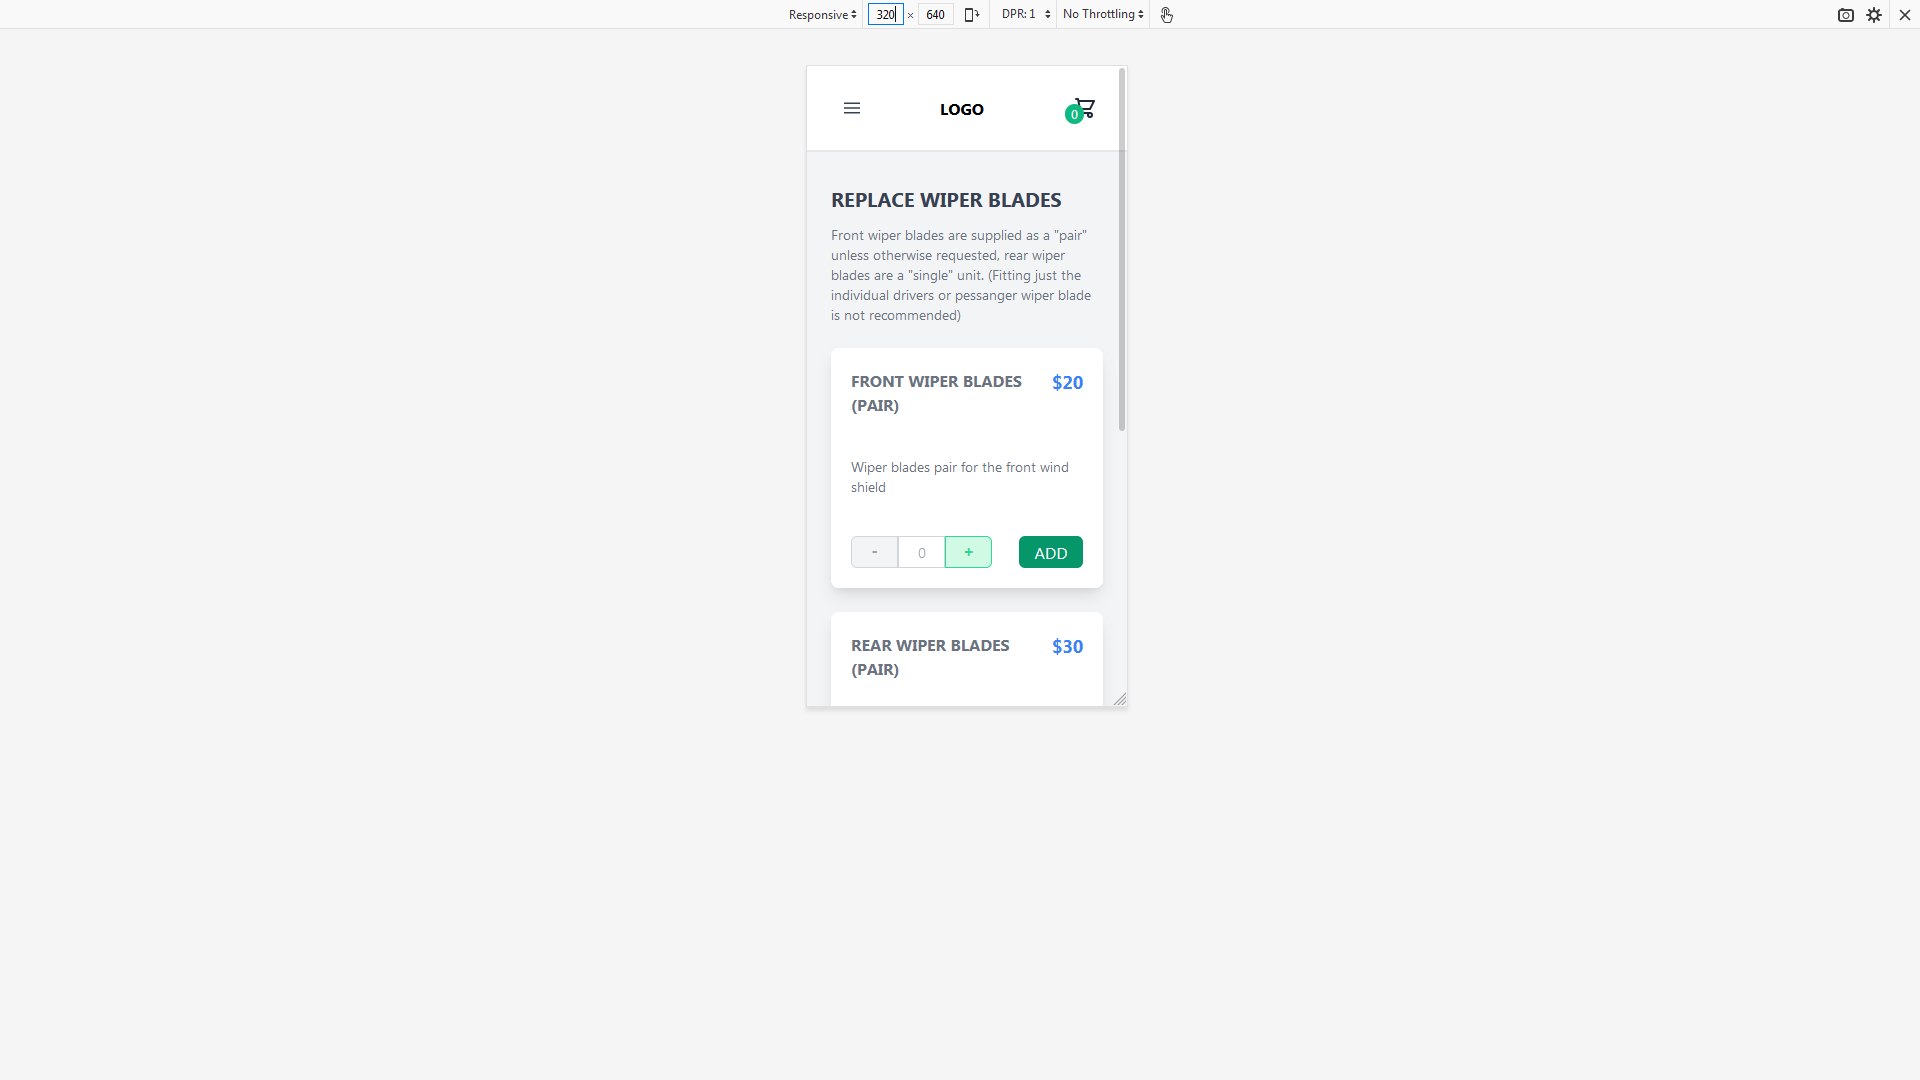 Responsive 320 × 640 DPR: 1 No Throttling
LOGO
0
REPLACE WIPER BLADES
Front wiper blades are supplied as a "pair"
unless otherwise requested, rear wiper
blades are a "single" unit. (Fitting just the
individual drivers or pessanger wiper blade
is not recommended)
FRONT WIPER BLADES $20
(PAIR)
Wiper blades pair for the front wind
shield
- 0 + ADD
REAR WIPER BLADES $30
(PAIR)